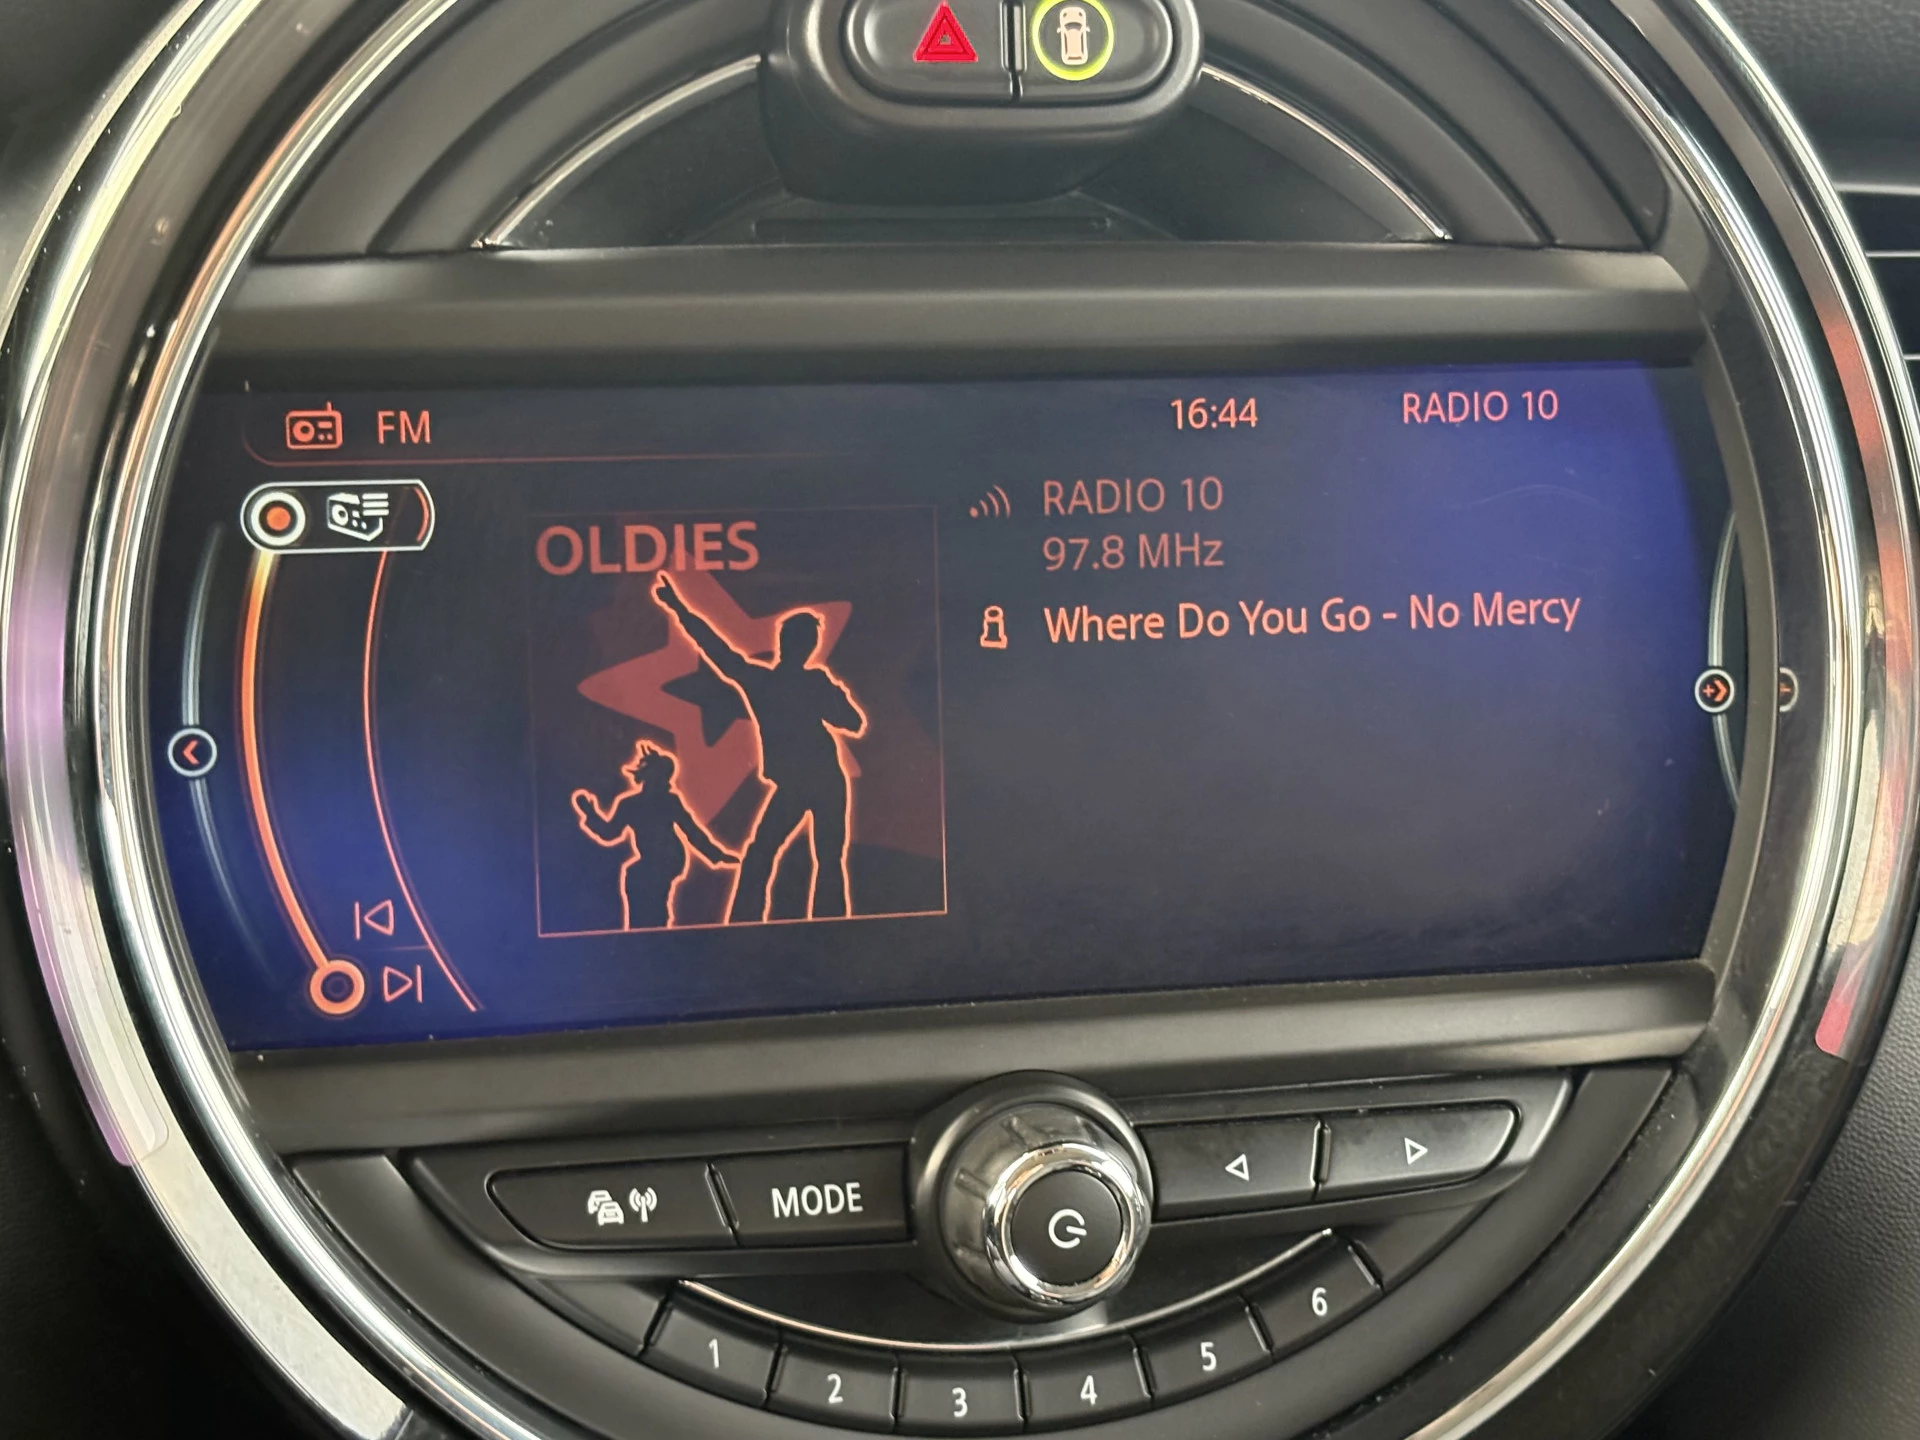 FM
16:44
RADIO 10
OLDIES
RADIO 10
97.8 MHz
Where Do You Go - No Mercy
MODE
1
2
3
4
5
6